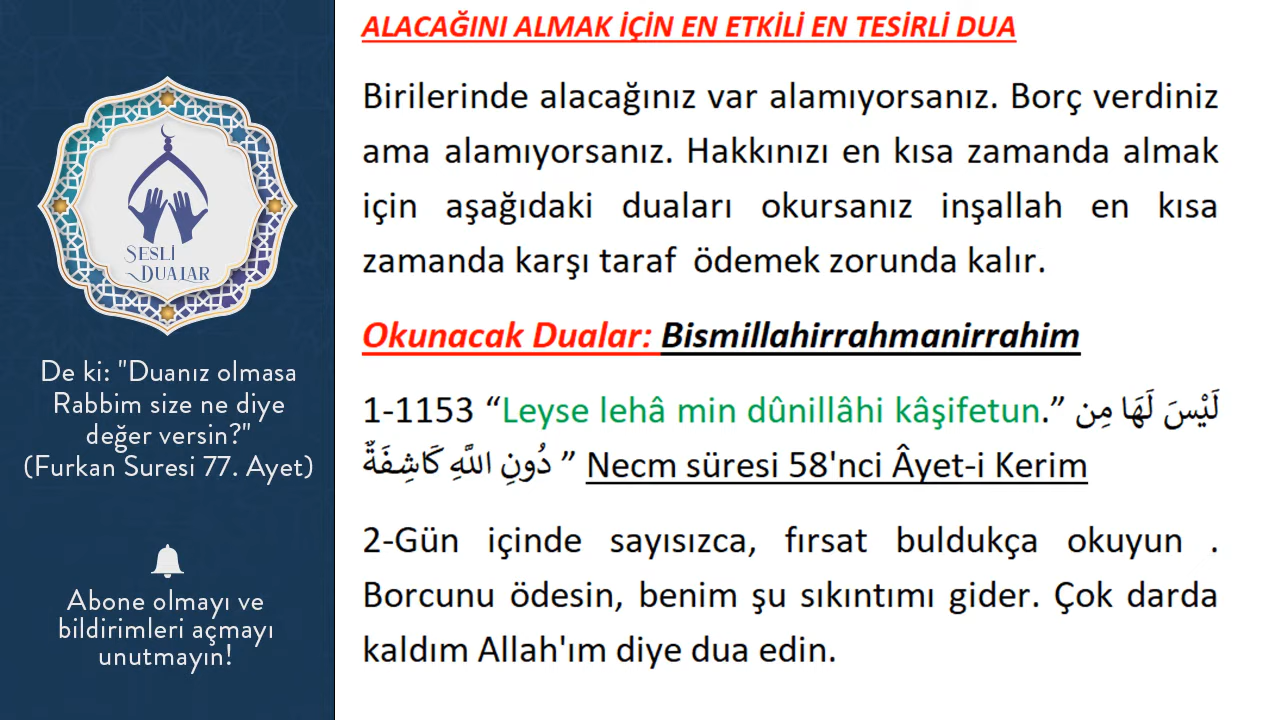 SESLİ
DUALAR
De ki: "Duanız olmasa
Rabbim size ne diye
değer versin?"
(Furkan Suresi 77. Ayet)
Abone olmayı ve
bildirimleri açmayı
unutmayın!
ALACAĞINI ALMAK İÇİN EN ETKİLİ EN TESİRLİ DUA
Birilerinde alacağınız var alamıyorsanız. Borç verdiniz
ama alamıyorsanız. Hakkınızı en kısa zamanda almak
için aşağıdaki duaları okursanız inşallah en kısa
zamanda karşı taraf  ödemek zorunda kalır.
Okunacak Dualar: Bismillahirrahmanirrahim
1-1153 “Leyse lehâ min dûnillâhi kâşifetun.” لَيْسَ لَهَا مِن
دُونِ اللَّهِ كَاشِفَةٌ ” Necm süresi 58'nci Âyet-i Kerim
2-Gün içinde sayısızca, fırsat buldukça okuyun .
Borcunu ödesin, benim şu sıkıntımı gider. Çok darda
kaldım Allah'ım diye dua edin.